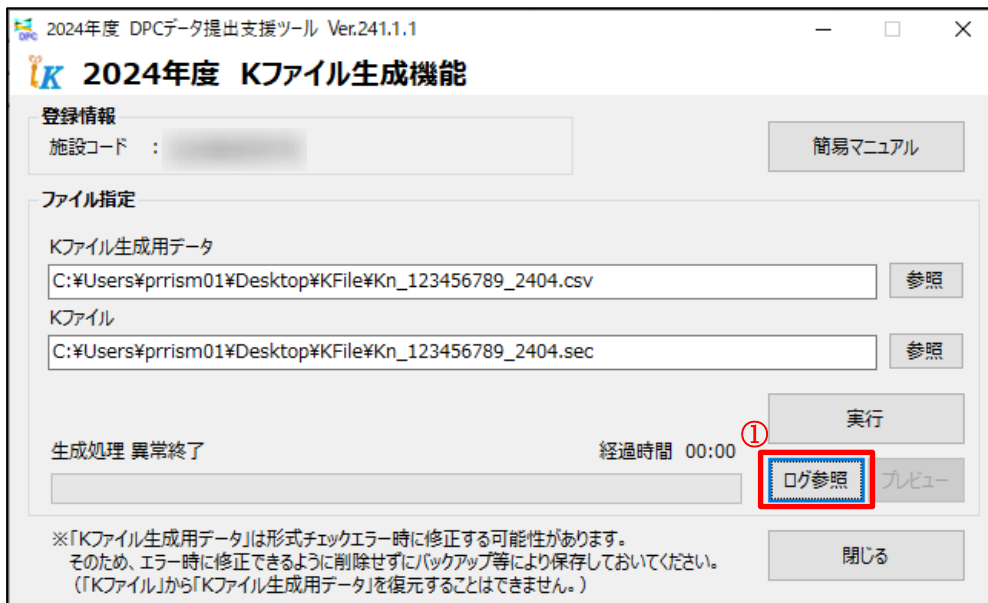 2024年度 DPCデータ提出支援ツール Ver.241.1.1
iK 2024年度 Kファイル生成機能
登録情報
施設コード :
簡易マニュアル
ファイル指定
Kファイル生成用データ
C:¥Users¥prrism01¥Desktop¥KFile¥Kn_123456789_2404.csv
参照
Kファイル
C:¥Users¥prrism01¥Desktop¥KFile¥Kn_123456789_2404.sec
参照
実行
生成処理 異常終了
経過時間 00:00
①
ログ参照
プレビュー
※「Kファイル生成用データ」は形式チェックエラー時に修正する可能性があります。
そのため、エラー時に修正できるように削除せずにバックアップ等により保存しておいてください。
(「Kファイル」から「Kファイル生成用データ」を復元することはできません。)
閉じる